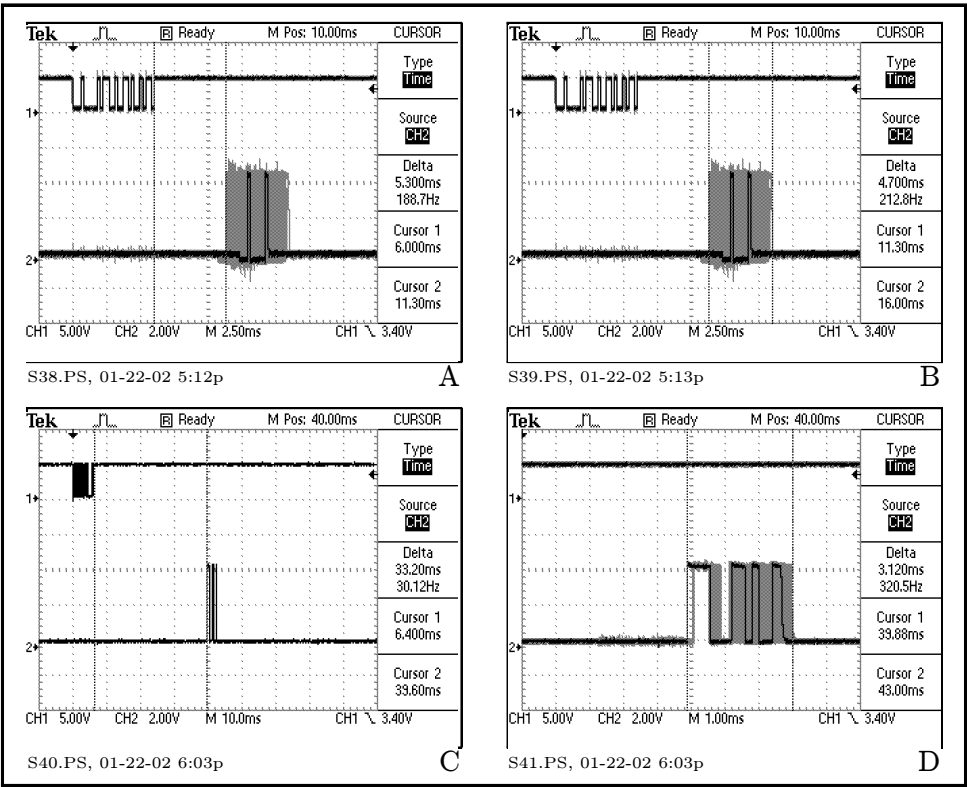 Tek
R Ready
M Pos: 10.00ms
CURSOR
Type
Time
Source
CH2
Delta
5.300ms
188.7Hz
Cursor 1
6.000ms
Cursor 2
11.30ms
1
2
CH1 5.00V CH2 2.00V M 2.50ms CH1 \ 3.40V
S38.PS, 01-22-02 5:12p
A
Tek
R Ready
M Pos: 10.00ms
CURSOR
Type
Time
Source
CH2
Delta
4.700ms
212.8Hz
Cursor 1
11.30ms
Cursor 2
16.00ms
1
2
CH1 5.00V CH2 2.00V M 2.50ms CH1 \ 3.40V
S39.PS, 01-22-02 5:13p
B
Tek
R Ready
M Pos: 40.00ms
CURSOR
Type
Time
Source
CH2
Delta
33.20ms
30.12Hz
Cursor 1
6.400ms
Cursor 2
39.60ms
1
2
CH1 5.00V CH2 2.00V M 10.0ms CH1 \ 3.40V
S40.PS, 01-22-02 6:03p
C
Tek
R Ready
M Pos: 40.00ms
CURSOR
Type
Time
Source
CH2
Delta
3.120ms
320.5Hz
Cursor 1
39.88ms
Cursor 2
43.00ms
1
2
CH1 5.00V CH2 2.00V M 1.00ms CH1 \ 3.40V
S41.PS, 01-22-02 6:03p
D